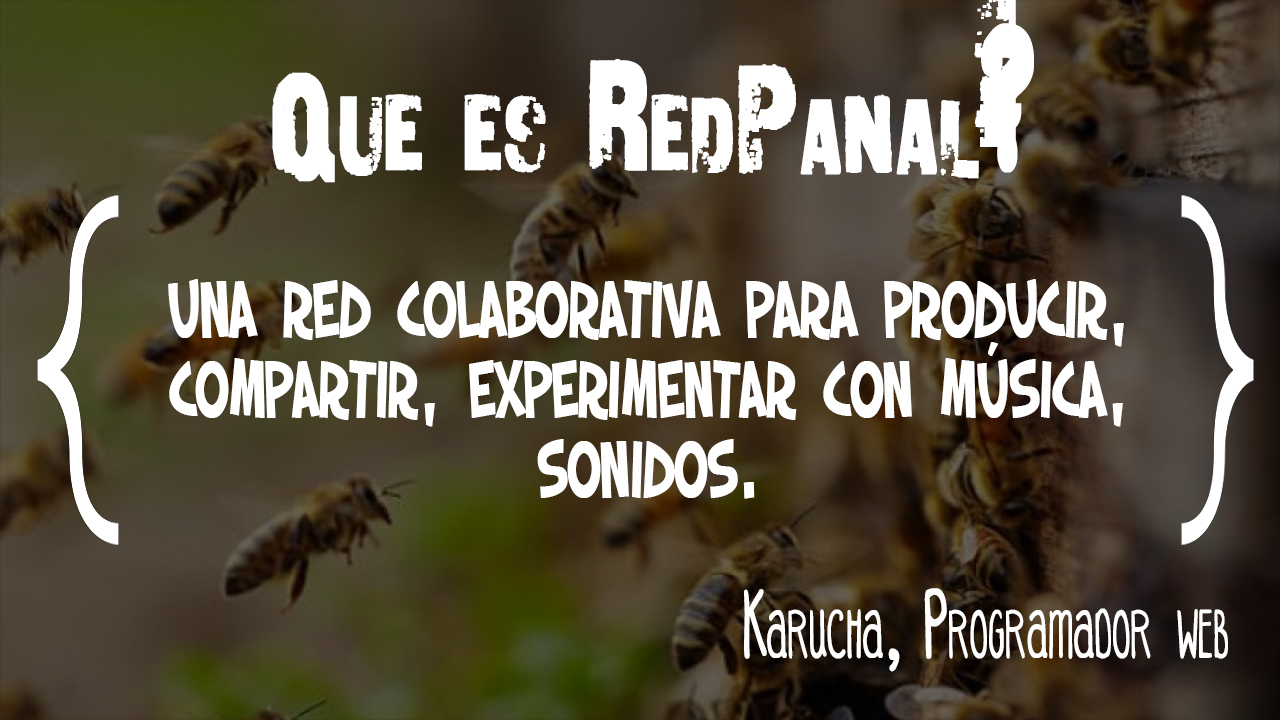 Que es RedPanal?
{
UNA RED COLABORATIVA PARA PRODUCIR,
COMPARTIR, EXPERIMENTAR CON MÚSICA,
SONIDOS.
}
Karucha, Programador web